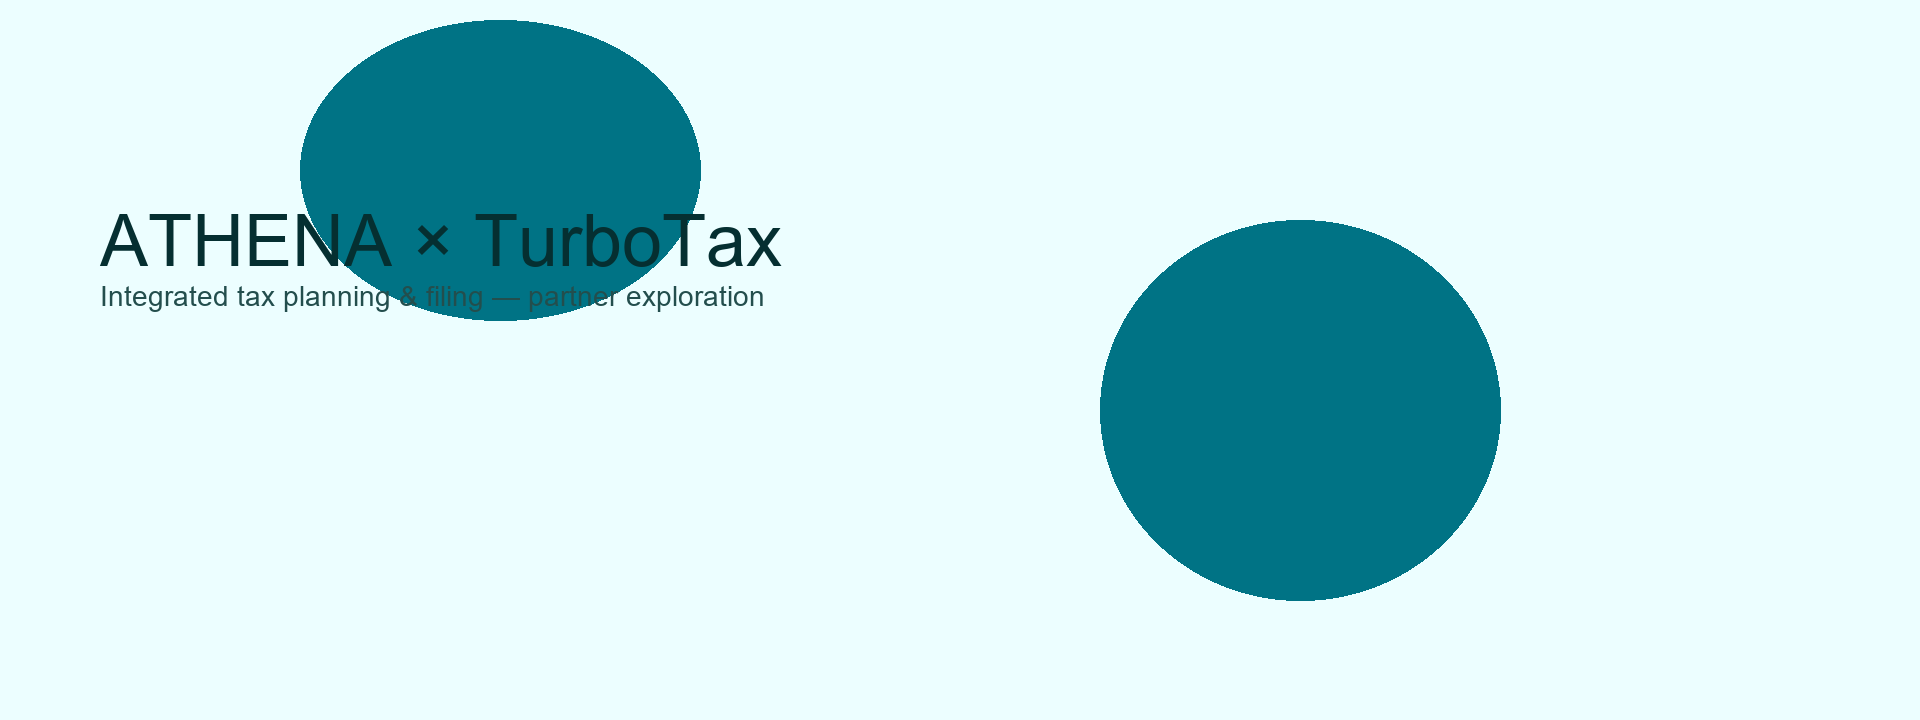 ATHENA × TurboTax
Integrated tax planning & filing — partner exploration